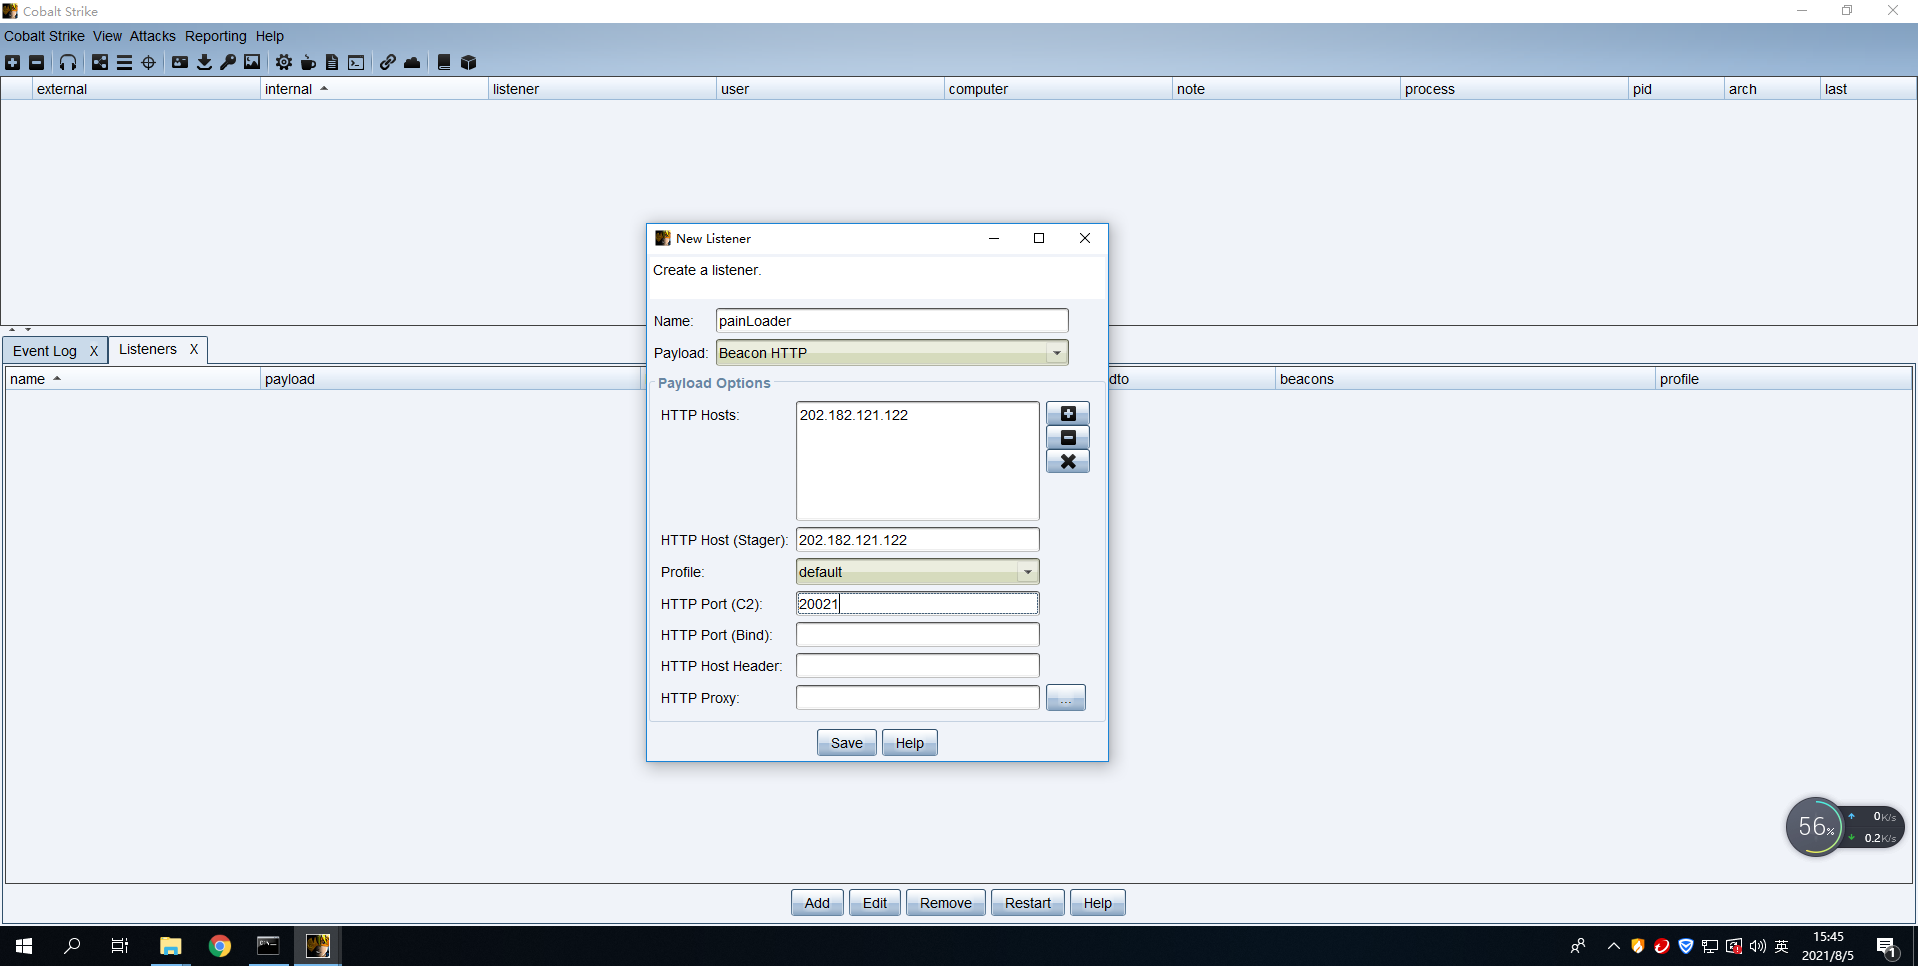 Cobalt Strike
Cobalt Strike View Attacks Reporting Help
external internal listener user computer note process pid arch last
New Listener
Create a listener.
Name: painLoader
Payload: Beacon HTTP
Payload Options
HTTP Hosts: 202.182.121.122
HTTP Host (Stager): 202.182.121.122
Profile: default
HTTP Port (C2): 20021
HTTP Port (Bind):
HTTP Host Header:
HTTP Proxy: ...
Save Help
Event Log X Listeners X
name payload dto beacons profile
56% 0K/s
0.2K/s
Add Edit Remove Restart Help
英
15:45
2021/8/5
1